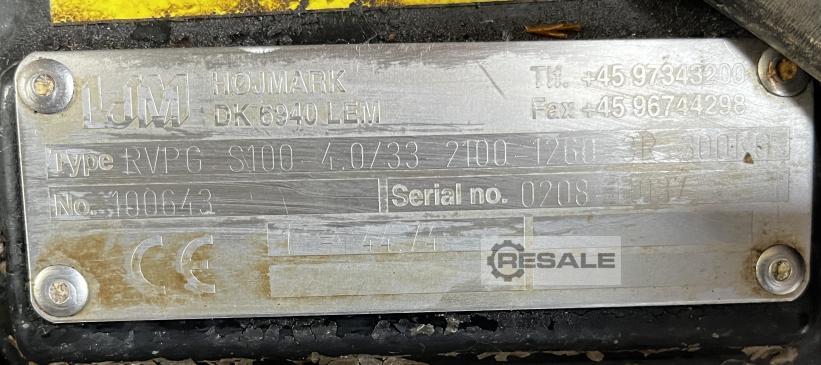 LJM HØJMARK Tlf. +45 97343200
DK 6940 LEM Fax +45 96744298
Type RVPG S100-4.0/33 2100-1260
No. 100643 Serial no. 0208
CE
RESALE